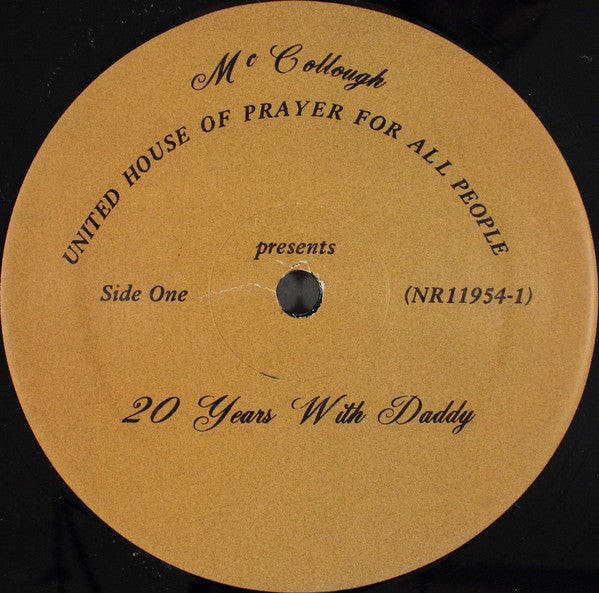 Mc Collough
UNITED HOUSE OF PRAYER FOR ALL PEOPLE
presents
Side One
(NR11954-1)
20 Years With Daddy